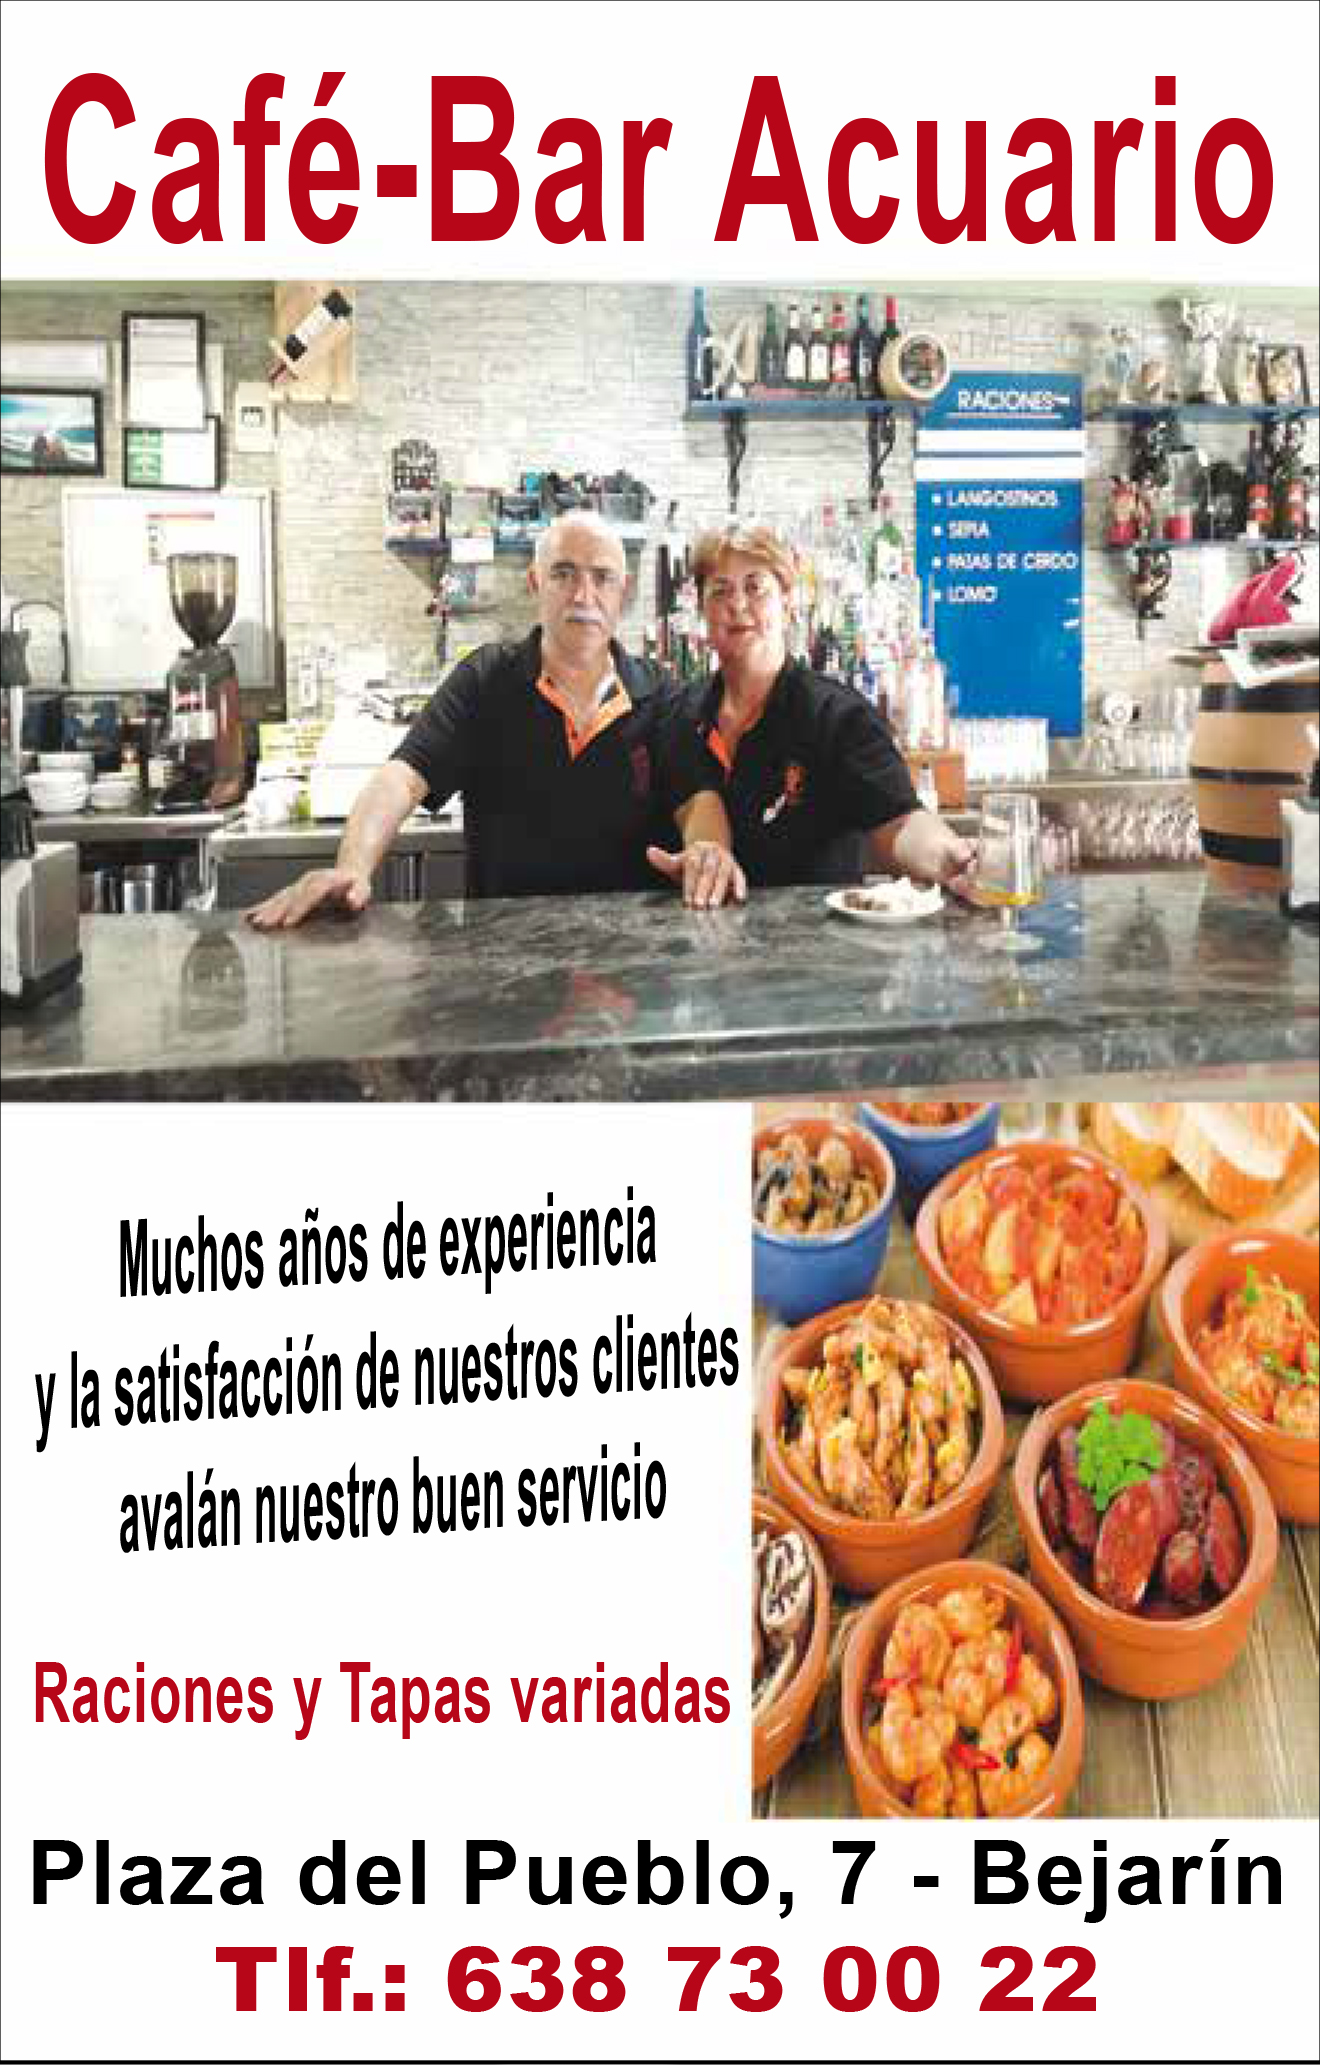 Café-Bar Acuario
RACIONES
• LANGOSTINOS
• SEPIA
• PATAS DE CERDO
• LOMO
Muchos años de experiencia
y la satisfacción de nuestros clientes
avalán nuestro buen servicio
Raciones y Tapas variadas
Plaza del Pueblo, 7 - Bejarín
Tlf.: 638 73 00 22